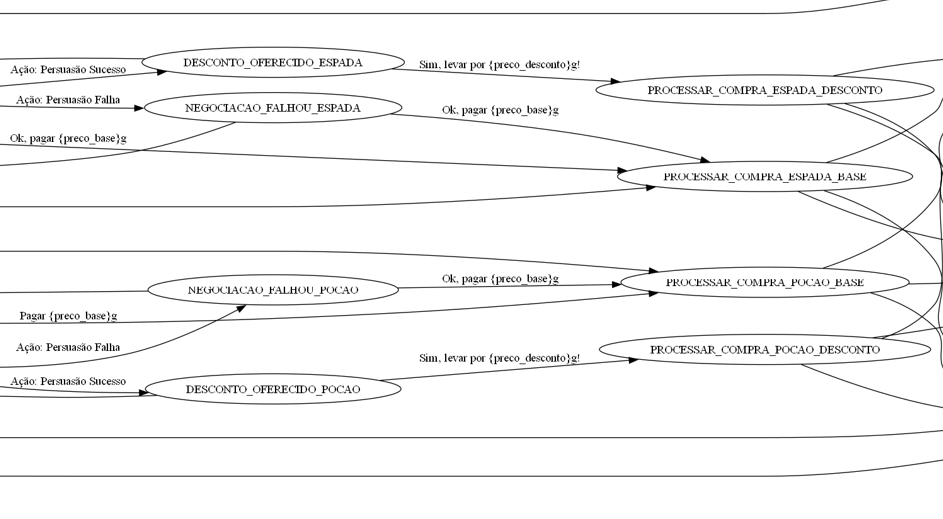 DESCONTO_OFERECIDO_ESPADA
Ação: Persuasão Sucesso
Sim, levar por {preco_desconto}g!
PROCESSAR_COMPRA_ESPADA_DESCONTO
Ação: Persuasão Falha
NEGOCIACAO_FALHOU_ESPADA
Ok, pagar {preco_base}g
Ok, pagar {preco_base}g
PROCESSAR_COMPRA_ESPADA_BASE
NEGOCIACAO_FALHOU_POCAO
Ok, pagar {preco_base}g
PROCESSAR_COMPRA_POCAO_BASE
Pagar {preco_base}g
Ação: Persuasão Falha
Sim, levar por {preco_desconto}g!
PROCESSAR_COMPRA_POCAO_DESCONTO
Ação: Persuasão Sucesso
DESCONTO_OFERECIDO_POCAO